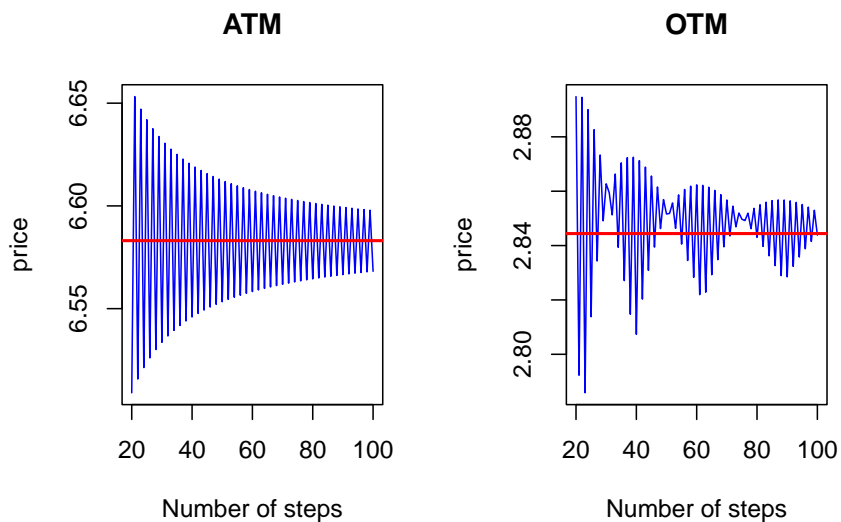 ATM
6.65
6.60
6.55
price
20 40 60 80 100
Number of steps
OTM
2.88
2.84
2.80
price
20 40 60 80 100
Number of steps